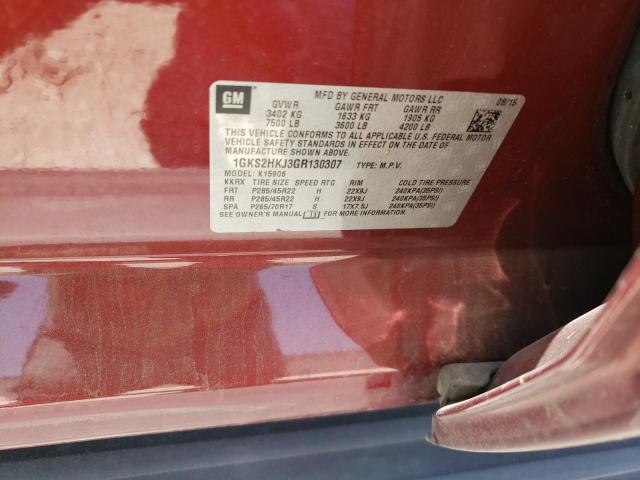 GM
MFD BY GENERAL MOTORS LLC 08/15
GVWR GAWR FRT GAWR RR
3402 KG 1633 KG 1905 KG
7500 LB 3600 LB 4200 LB
THIS VEHICLE CONFORMS TO ALL APPLICABLE U.S. FEDERAL MOTOR
VEHICLE SAFETY STANDARDS IN EFFECT ON THE DATE OF
MANUFACTURE SHOWN ABOVE.
1GKS2HKJ3GR130307 TYPE: M.P.V.
MODEL: K15906
KKRX TIRE SIZE SPEED RTG RIM COLD TIRE PRESSURE
FRT P285/45R22 H 22X9J 240KPA(35PSI)
RR P285/45R22 H 22X9J 240KPA(35PSI)
SPA P265/70R17 S 17X7.5J 240KPA(35PSI)
SEE OWNER'S MANUAL FOR MORE INFORMATION.